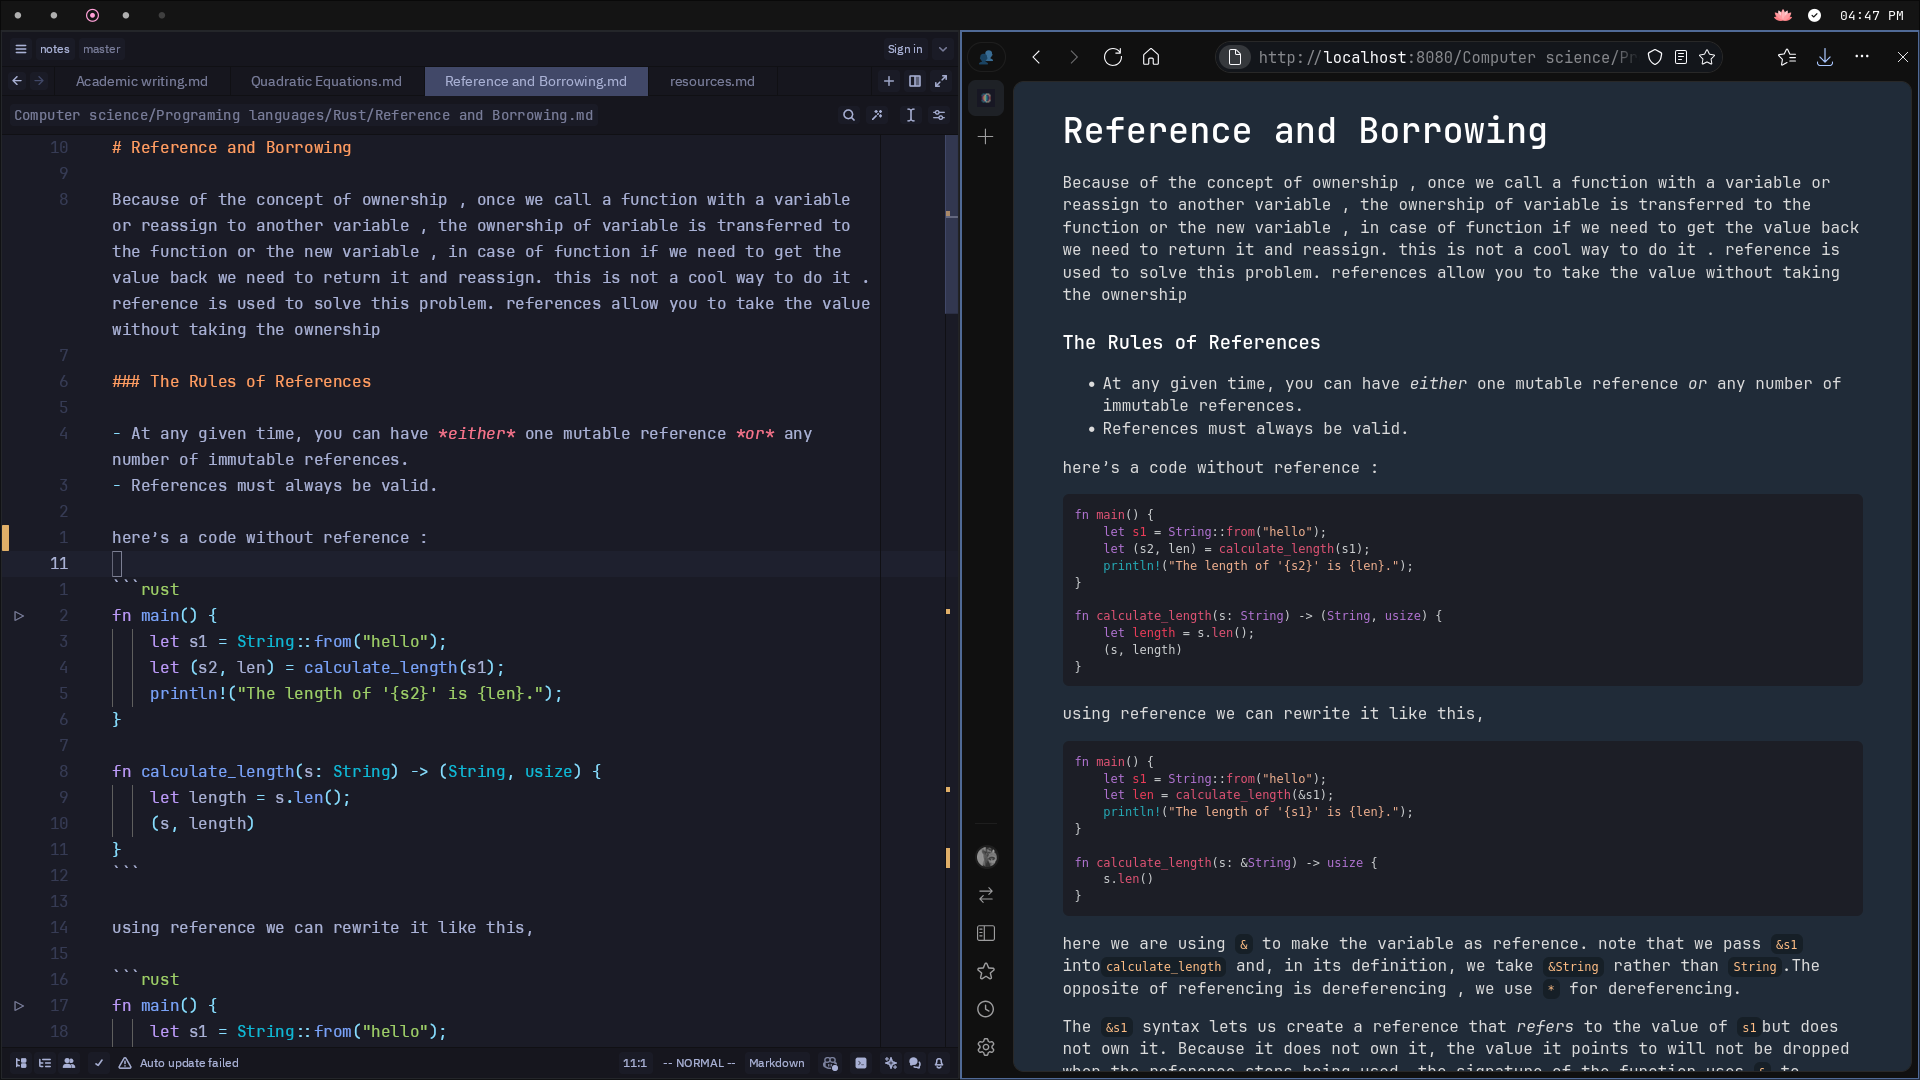 04:47 PM
notes master
Sign in
Academic writing.md
Quadratic Equations.md
Reference and Borrowing.md
resources.md
Computer science/Programing languages/Rust/Reference and Borrowing.md
10 # Reference and Borrowing
9
8 Because of the concept of ownership , once we call a function with a variable
or reassign to another variable , the ownership of variable is transferred to
the function or the new variable , in case of function if we need to get the
value back we need to return it and reassign. this is not a cool way to do it .
reference is used to solve this problem. references allow you to take the value
without taking the ownership
7
6 ### The Rules of References
5
4 - At any given time, you can have *either* one mutable reference *or* any
number of immutable references.
3 - References must always be valid.
2
1 here’s a code without reference :
11
1 ```rust
2 fn main() {
3 let s1 = String::from("hello");
4 let (s2, len) = calculate_length(s1);
5 println!("The length of '{s2}' is {len}.");
6 }
7
8 fn calculate_length(s: String) -> (String, usize) {
9 let length = s.len();
10 (s, length)
11 }
12 ```
13
14 using reference we can rewrite it like this,
15
16 ```rust
17 fn main() {
18 let s1 = String::from("hello");
Auto update failed
11:1
-- NORMAL --
Markdown
http://localhost:8080/Computer science/Pr
Reference and Borrowing
Because of the concept of ownership , once we call a function with a variable or
reassign to another variable , the ownership of variable is transferred to the
function or the new variable , in case of function if we need to get the value back
we need to return it and reassign. this is not a cool way to do it . reference is
used to solve this problem. references allow you to take the value without taking
the ownership
The Rules of References
• At any given time, you can have either one mutable reference or any number of
immutable references.
• References must always be valid.
here’s a code without reference :
fn main() {
let s1 = String::from("hello");
let (s2, len) = calculate_length(s1);
println!("The length of '{s2}' is {len}.");
}
fn calculate_length(s: String) -> (String, usize) {
let length = s.len();
(s, length)
}
using reference we can rewrite it like this,
fn main() {
let s1 = String::from("hello");
let len = calculate_length(&s1);
println!("The length of '{s1}' is {len}.");
}
fn calculate_length(s: &String) -> usize {
s.len()
}
here we are using & to make the variable as reference. note that we pass &s1
into calculate_length and, in its definition, we take &String rather than String.The
opposite of referencing is dereferencing , we use * for dereferencing.
The &s1 syntax lets us create a reference that refers to the value of s1 but does
not own it. Because it does not own it, the value it points to will not be dropped
when the reference stops being used. the signature of the function uses & to